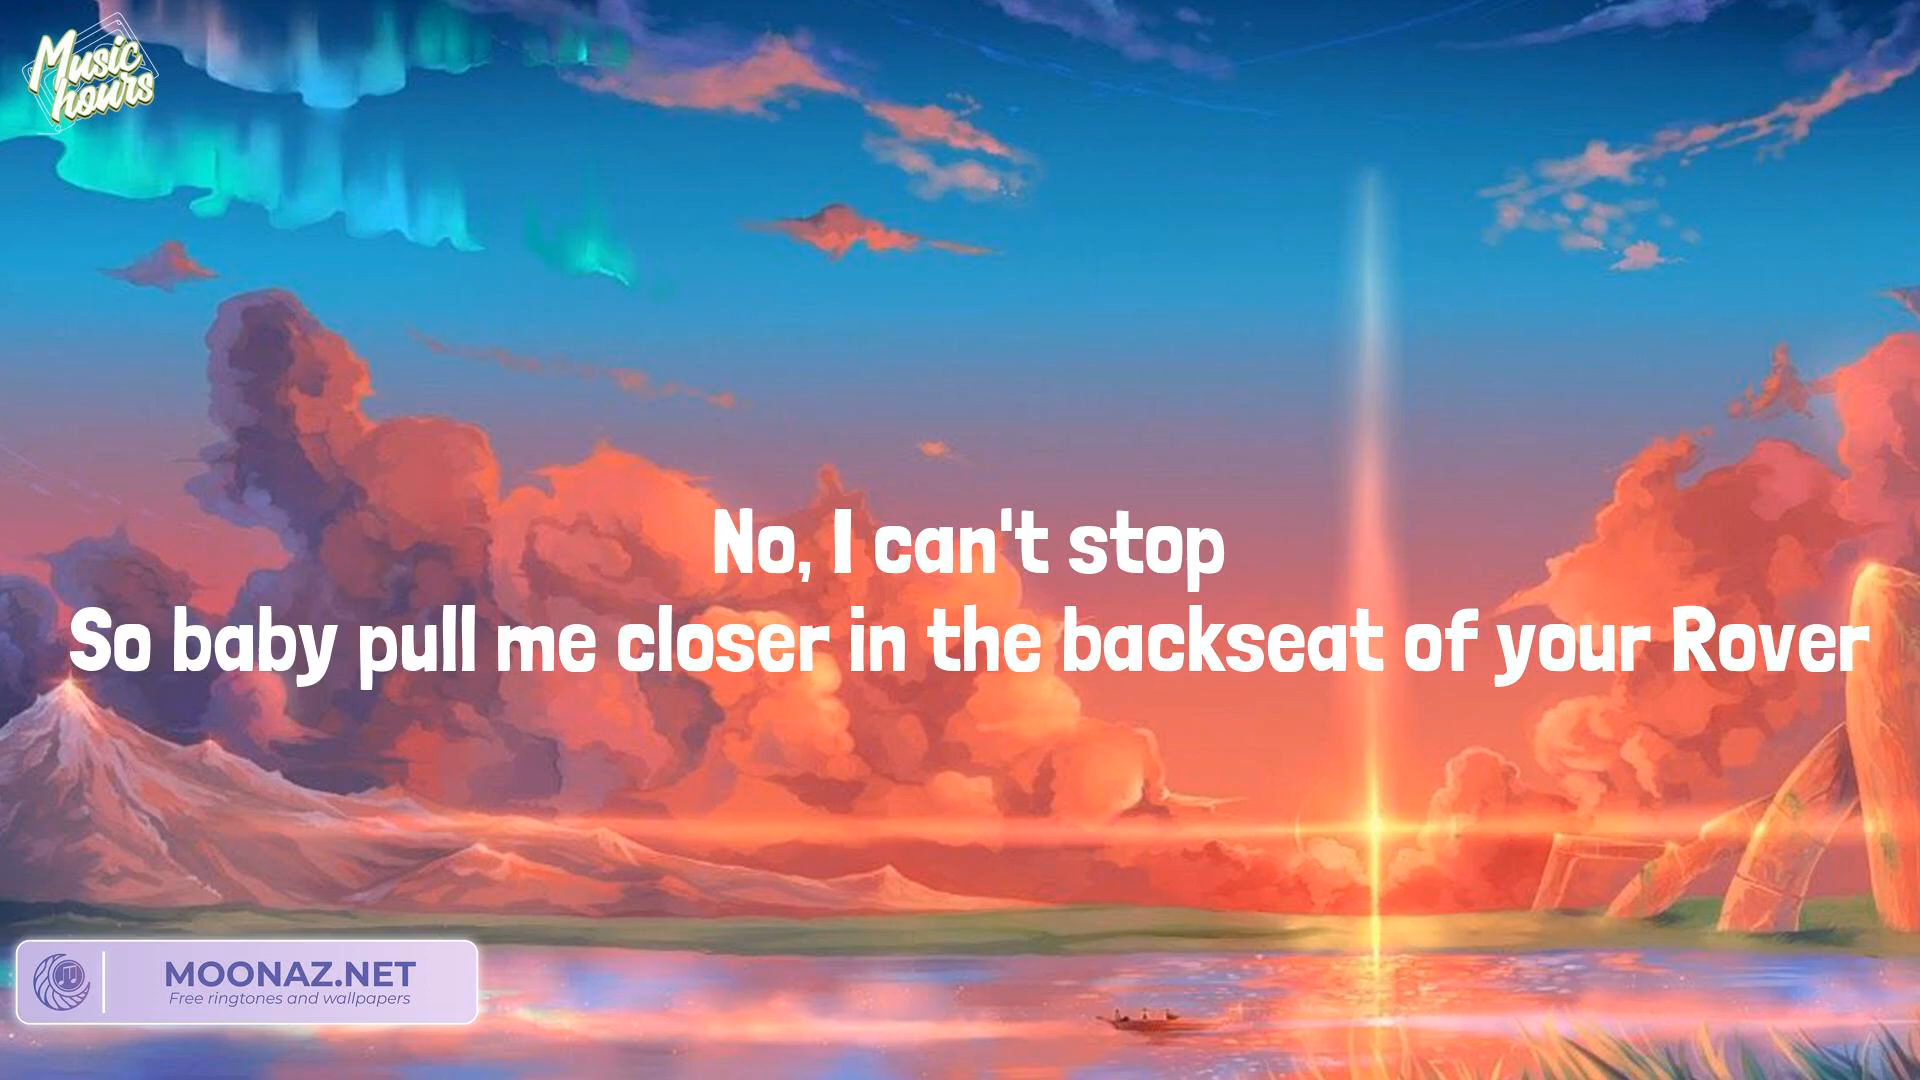 Music
hours
No, I can't stop
So baby pull me closer in the backseat of your Rover
MOONAZ.NET
Free ringtones and wallpapers